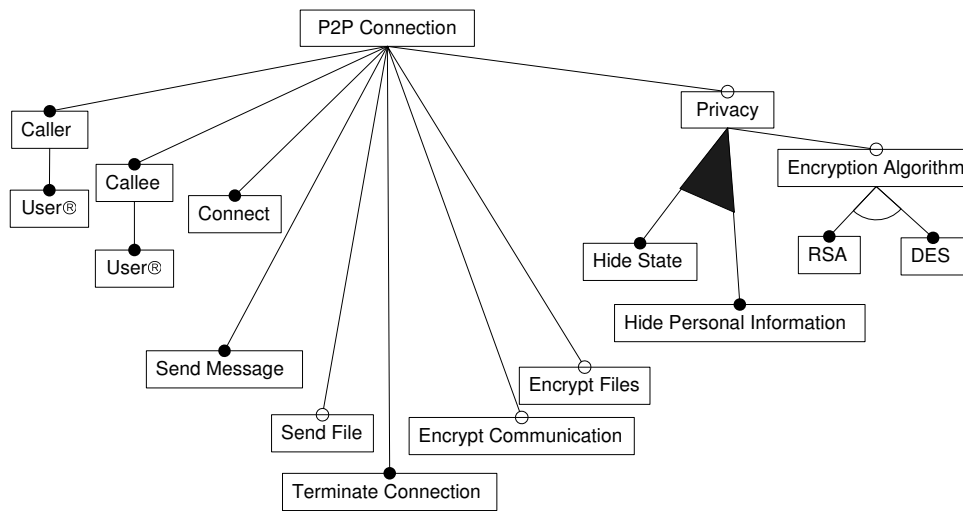 P2P Connection
Privacy
Caller
Encryption Algorithm
Callee
User®
Connect
RSA
DES
Hide State
User®
Hide Personal Information
Send Message
Encrypt Files
Send File
Encrypt Communication
Terminate Connection